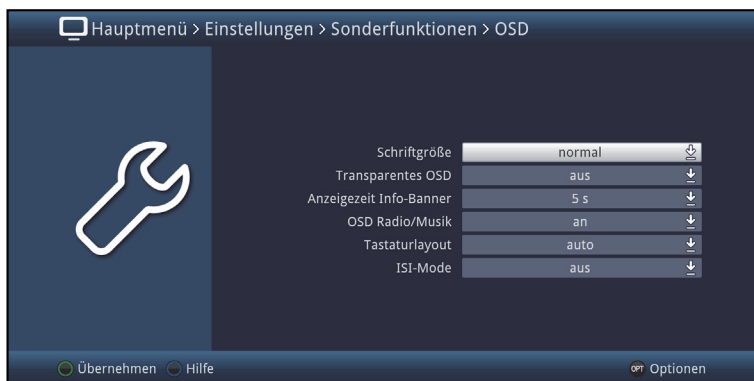 Hauptmenü > Einstellungen > Sonderfunktionen > OSD
Schriftgröße normal
Transparentes OSD aus
Anzeigezeit Info-Banner 5 s
OSD Radio/Musik an
Tastaturlayout auto
ISI-Mode aus
Übernehmen Hilfe OPT Optionen